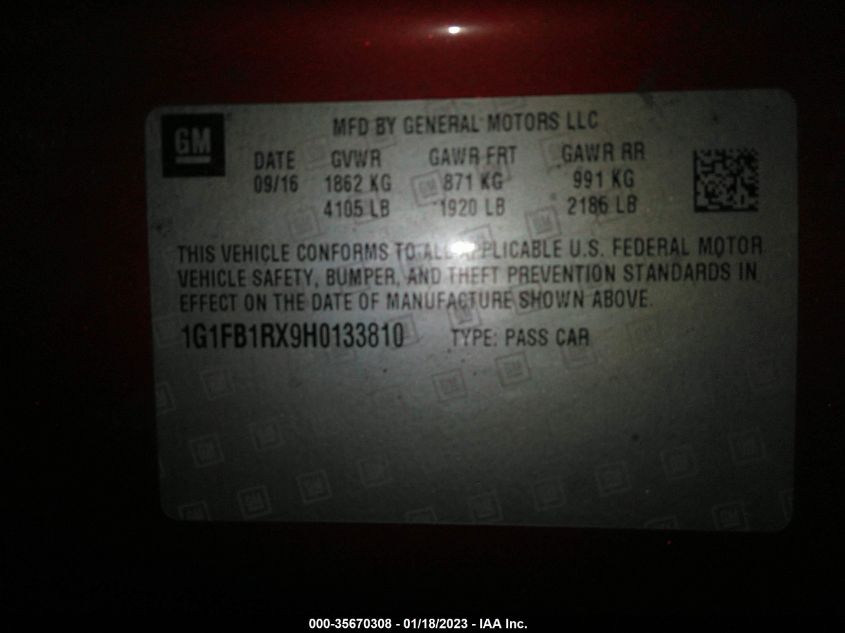 GM
MFD BY GENERAL MOTORS LLC
DATE GVWR GAWR FRT GAWR RR
09/16 1862 KG 871 KG 991 KG
4105 LB 1920 LB 2186 LB
THIS VEHICLE CONFORMS TO ALL APPLICABLE U.S. FEDERAL MOTOR
VEHICLE SAFETY, BUMPER, AND THEFT PREVENTION STANDARDS IN
EFFECT ON THE DATE OF MANUFACTURE SHOWN ABOVE.
1G1FB1RX9H0133810 TYPE: PASS CAR
000-35670308 - 01/18/2023 - IAA Inc.